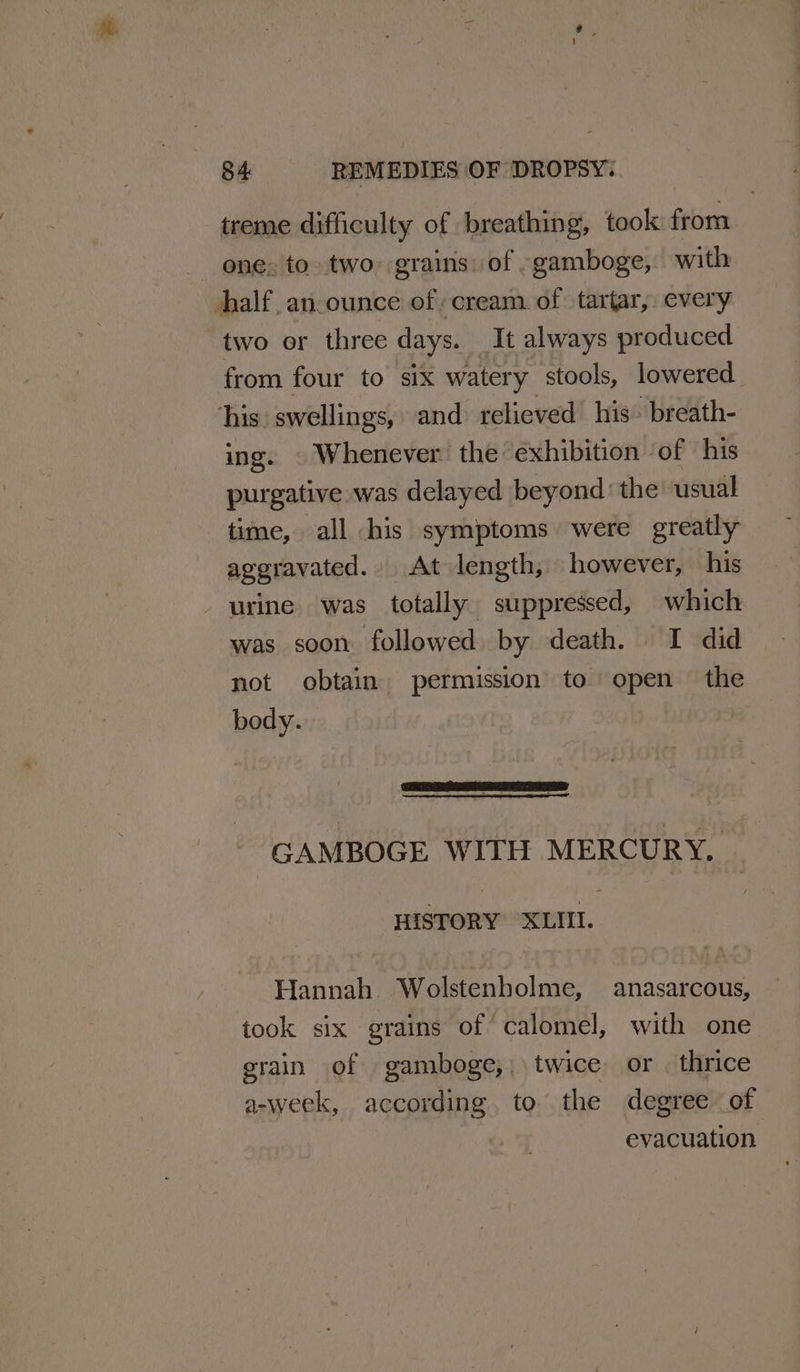 84 REMEDIES OF DROPSY.
treme difficulty of breathing, took from
one to two grains of gamboge, with
half an ounce of cream of tartar, every
two or three days. It always produced
from four to six watery stools, lowered
his swellings, and relieved his breath-
ing. Whenever the exhibition of his
purgative was delayed beyond the usual
time, all his symptoms were greatly
aggravated. At length, however, his
urine was totally suppressed, which
was soon followed by death. I did
not obtain permission to open the
body.
GAMBOGE WITH MERCURY.
HISTORY XLIII.
Hannah Wolstenholme, anasarcous,
took six grains of calomel, with one
grain of gamboge, twice or thrice
a-week, according to the degree of
evacuation